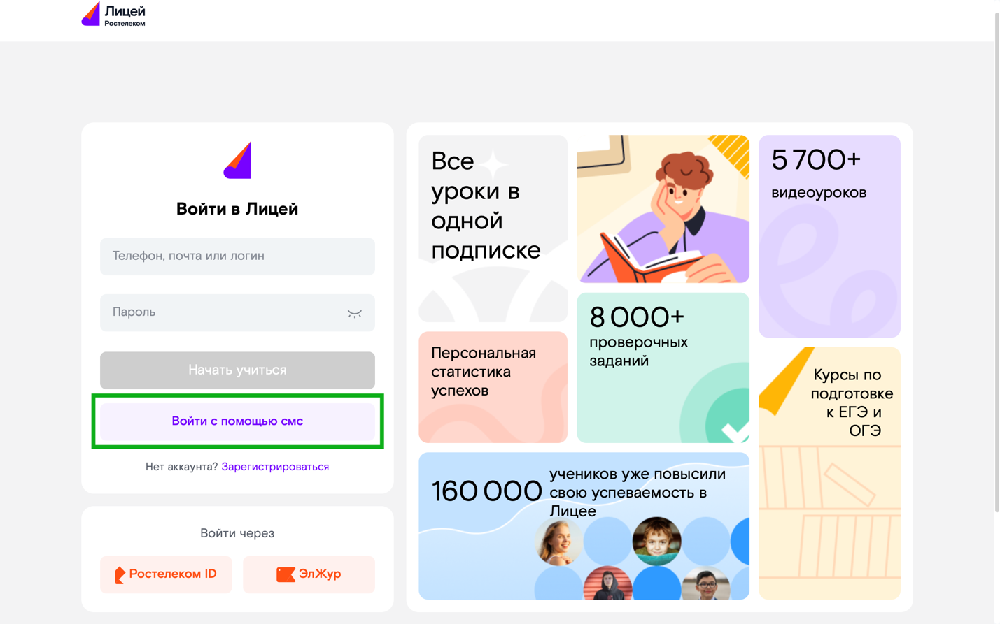 Лицей
Ростелеком
Войти в Лицей
Телефон, почта или логин
Пароль
Начать учиться
Войти с помощью смс
Нет аккаунта? Зарегистрироваться
Войти через
Ростелеком ID
ЭлЖур
Все
уроки в
одной
подписке
5 700+
видеоуроков
8 000+
проверочных
заданий
Персональная
статистика
успехов
Курсы по
подготовке
к ЕГЭ и
ОГЭ
160 000
учеников уже повысили
свою успеваемость в
Лицее